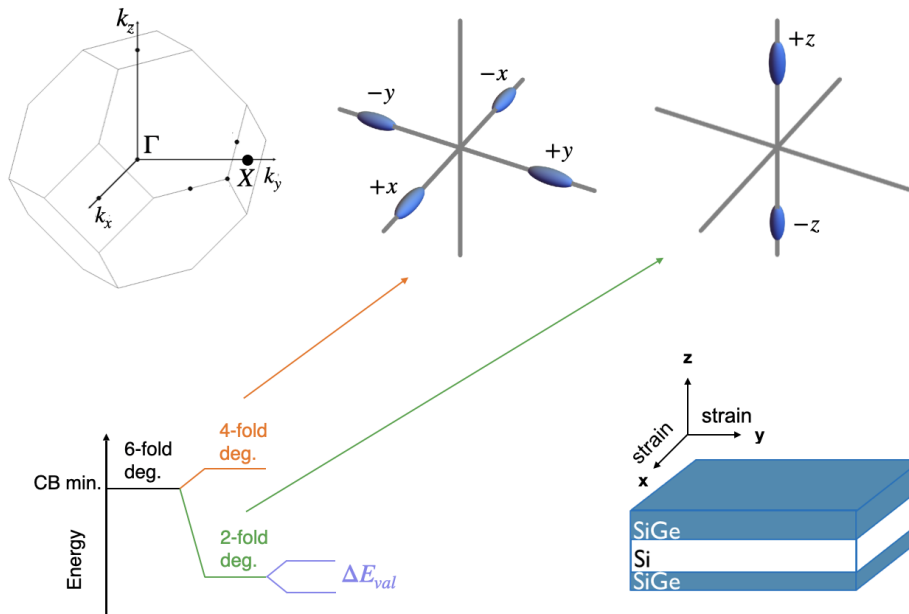 k_z
Γ
X
k_y
k_x
−x
−y
+y
+x
+z
−z
4-fold
deg.
6-fold
deg.
CB min.
2-fold
deg.
ΔE_val
Energy
z
strain
y
strain
x
SiGe
Si
SiGe